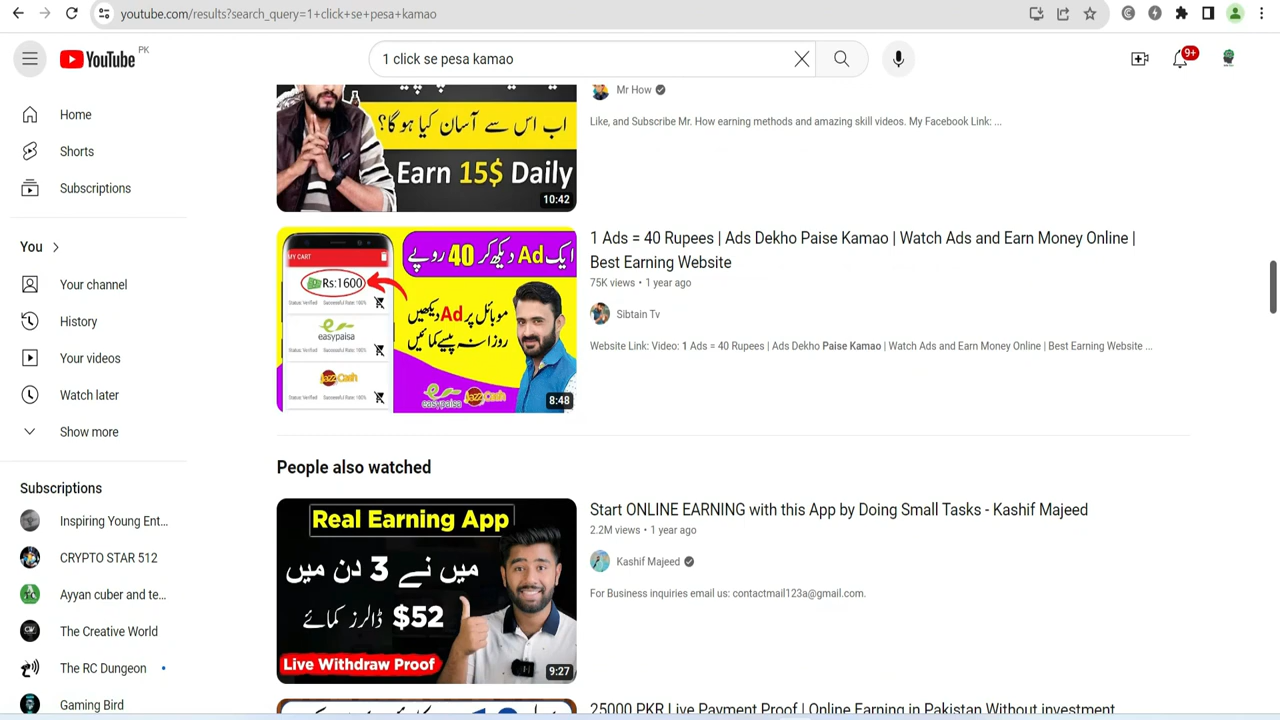 youtube.com/results?search_query=1+click+se+pesa+kamao
YouTube PK
1 click se pesa kamao
9+
Home
Shorts
Subscriptions
You
Your channel
History
Your videos
Watch later
Show more
Subscriptions
Inspiring Young Ent...
CRYPTO STAR 512
Ayyan cuber and te...
The Creative World
The RC Dungeon
Gaming Bird
اب اس سے آسان کیا ہو گا؟
Earn 15$ Daily
10:42
Mr How
Like, and Subscribe Mr. How earning methods and amazing skill videos. My Facebook Link: ...
MY CART
Rs:1600
easypaisa
JazzCash
ایک Ad دیکھ کر 40 روپے
موبائل پر Ad دیکھیں
روزانہ پیسے کمائیں
easypaisa JazzCash
8:48
1 Ads = 40 Rupees | Ads Dekho Paise Kamao | Watch Ads and Earn Money Online |
Best Earning Website
75K views • 1 year ago
Sibtain Tv
Website Link: Video: 1 Ads = 40 Rupees | Ads Dekho Paise Kamao | Watch Ads and Earn Money Online | Best Earning Website ...
People also watched
Real Earning App
میں نے 3 دن میں
$52 ڈالرز کمائے
Live Withdraw Proof
9:27
Start ONLINE EARNING with this App by Doing Small Tasks - Kashif Majeed
2.2M views • 1 year ago
Kashif Majeed
For Business inquiries email us: contactmail123a@gmail.com.
25000 PKR Live Payment Proof | Online Earning in Pakistan Without investment